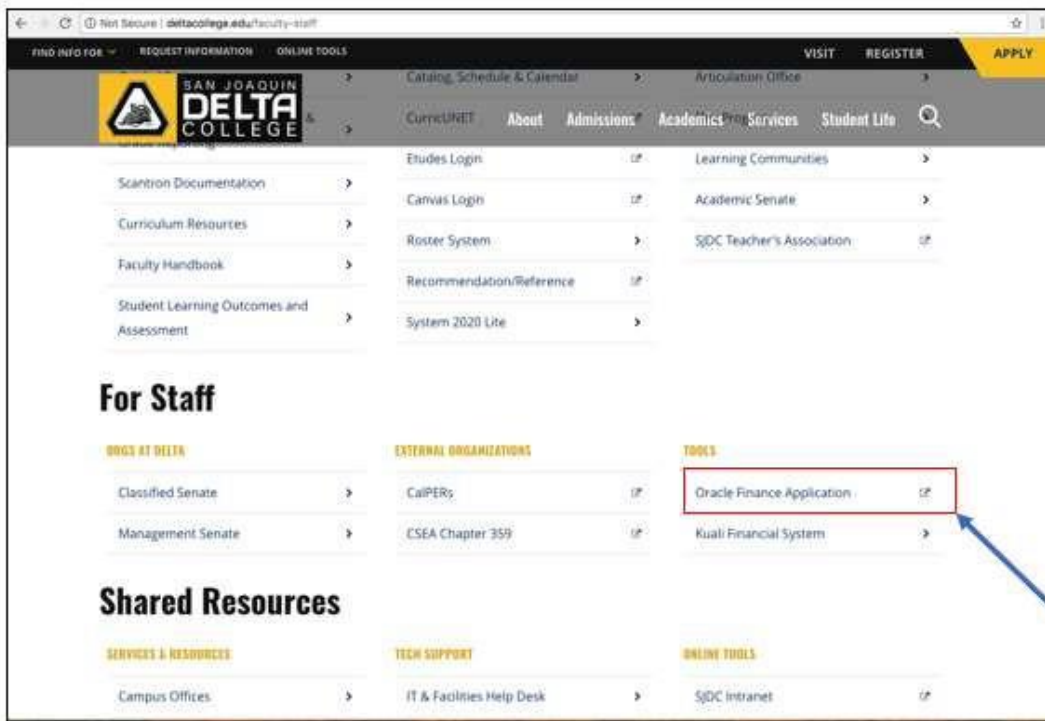 Not Secure | deltacollege.edu/faculty-staff
FIND INFO FOR REQUEST INFORMATION ONLINE TOOLS VISIT REGISTER APPLY
SAN JOAQUIN
DELTA
COLLEGE
Catalog, Schedule & Calendar
Articulation Office
&
CurricUNET
About Admissions Academics Services Student Life
Etudes Login
Learning Communities
Scantron Documentation
Canvas Login
Academic Senate
Curriculum Resources
Roster System
SJDC Teacher's Association
Faculty Handbook
Recommendation/Reference
Student Learning Outcomes and
Assessment
System 2020 Lite
For Staff
ORGS AT DELTA EXTERNAL ORGANIZATIONS TOOLS
Classified Senate CalPERs Oracle Finance Application
Management Senate CSEA Chapter 359 Kuali Financial System
Shared Resources
SERVICES & RESOURCES TECH SUPPORT ONLINE TOOLS
Campus Offices IT & Facilities Help Desk SJDC Intranet